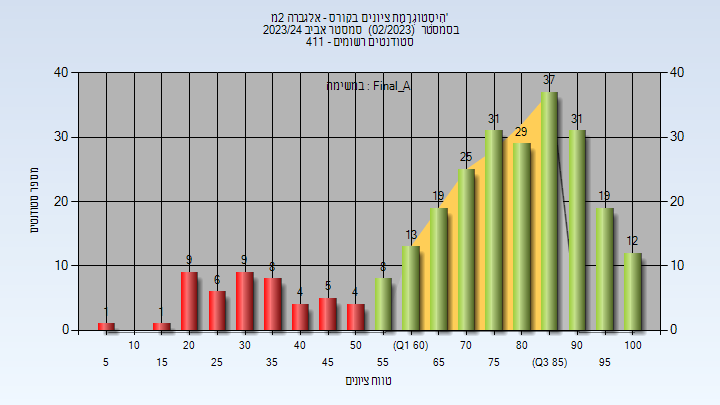 היסטוגרמת ציונים בקורס - אלגברה 2מ'
בסמסטר (02/2023) סמסטר אביב 2023/24
סטודנטים רשומים - 411
במשימה : Final_A
מספר סטודנטים
40 40
30 30
20 20
10 10
0 0
1 1 9 6 9 8 4 5 4 8 13 19 25 31 29 37 31 19 12
10 20 30 40 50 (Q1 60) 70 80 90 100
5 15 25 35 45 55 65 75 (Q3 85) 95
טווח ציונים